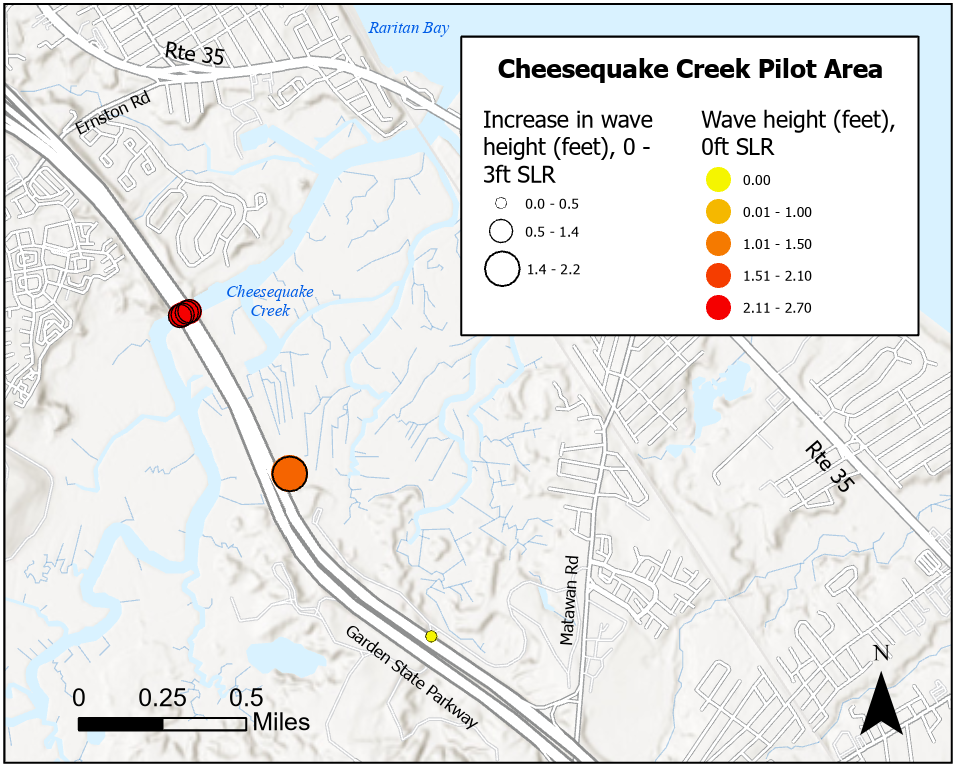 Raritan Bay
Rte 35
Ernston Rd
Cheesequake Creek Pilot Area
Increase in wave
height (feet), 0 -
3ft SLR
0.0 - 0.5
0.5 - 1.4
1.4 - 2.2
Wave height (feet),
0ft SLR
0.00
0.01 - 1.00
1.01 - 1.50
1.51 - 2.10
2.11 - 2.70
Cheesequake
Creek
Rte 35
Matawan Rd
Garden State Parkway
N
0 0.25 0.5
Miles